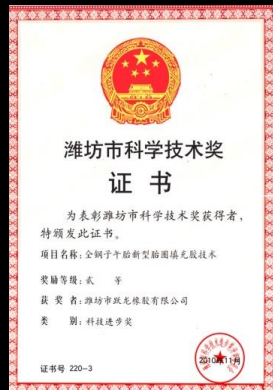 潍坊市科学技术奖
证 书
为表彰潍坊市科学技术奖获得者，
特颁发此证书。
项目名称：全钢子午胎新型胎圈填充胶技术
奖励等级：贰 等
获 奖 者：潍坊市跃龙橡胶有限公司
类 别：科技进步奖
2010年11月
证书号 220-3